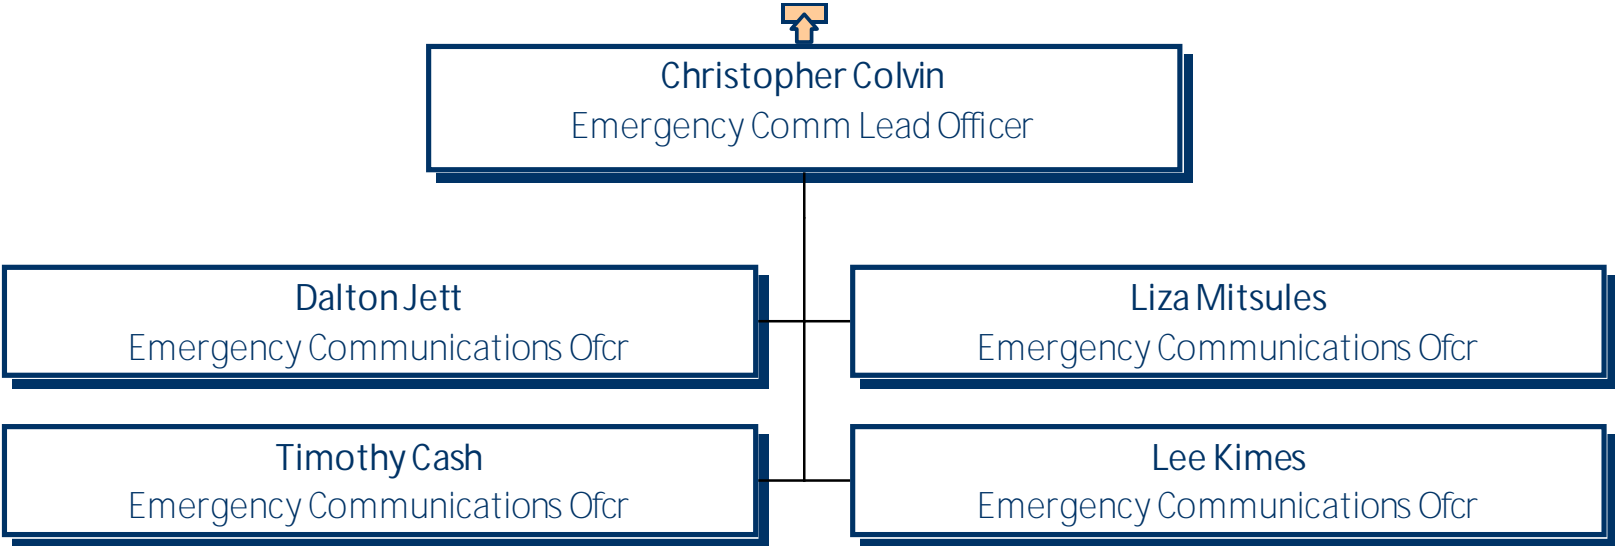 Christopher Colvin
Emergency Comm Lead Officer
Dalton Jett
Emergency Communications Ofcr
Liza Mitsules
Emergency Communications Ofcr
Timothy Cash
Emergency Communications Ofcr
Lee Kimes
Emergency Communications Ofcr